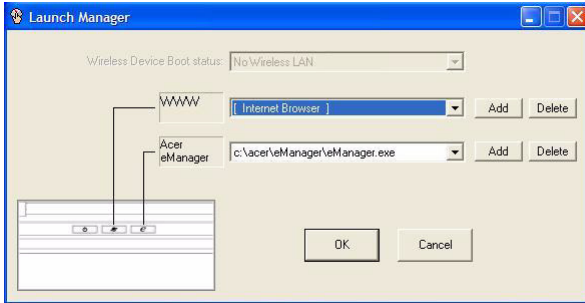 Launch Manager
Wireless Device Boot status: No Wireless LAN
WWW [ Internet Browser ] Add Delete
Acer
eManager c:\acer\eManager\eManager.exe Add Delete
e
OK Cancel